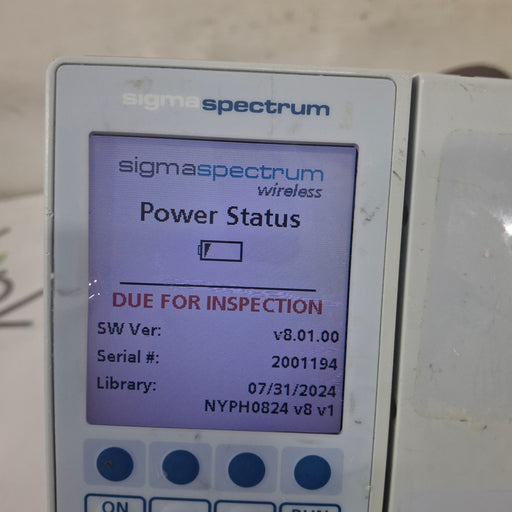 sigmaspectrum
sigmaspectrum
wireless
Power Status
DUE FOR INSPECTION
SW Ver: v8.01.00
Serial #: 2001194
Library: 07/31/2024
NYPH0824 v8 v1
ON